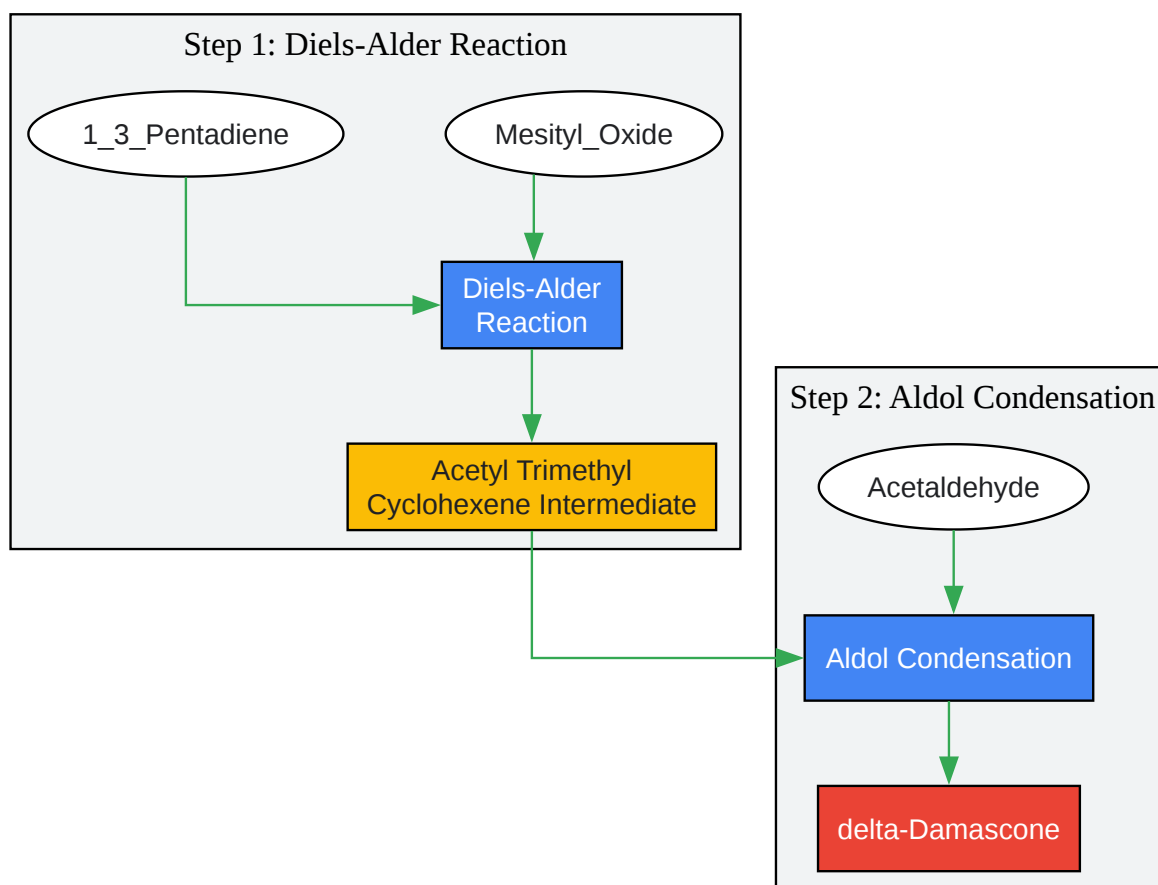 Step 1: Diels-Alder Reaction
1_3_Pentadiene
Mesityl_Oxide
Diels-Alder
Reaction
Acetyl Trimethyl
Cyclohexene Intermediate
Step 2: Aldol Condensation
Acetaldehyde
Aldol Condensation
delta-Damascone